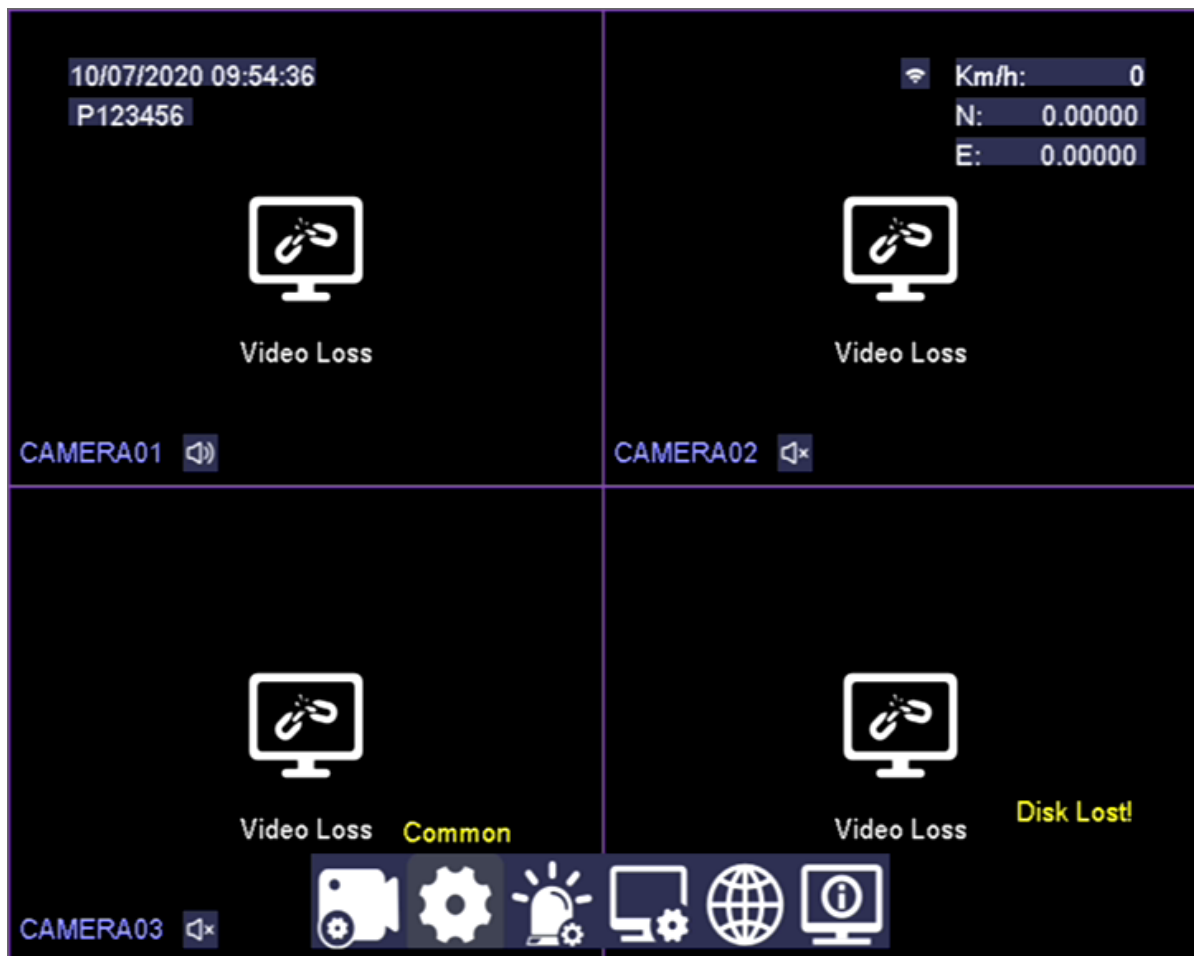 10/07/2020 09:54:36
P123456
Km/h: 0
N: 0.00000
E: 0.00000
Video Loss
Video Loss
CAMERA01
CAMERA02
Video Loss
Common
Video Loss
Disk Lost!
CAMERA03